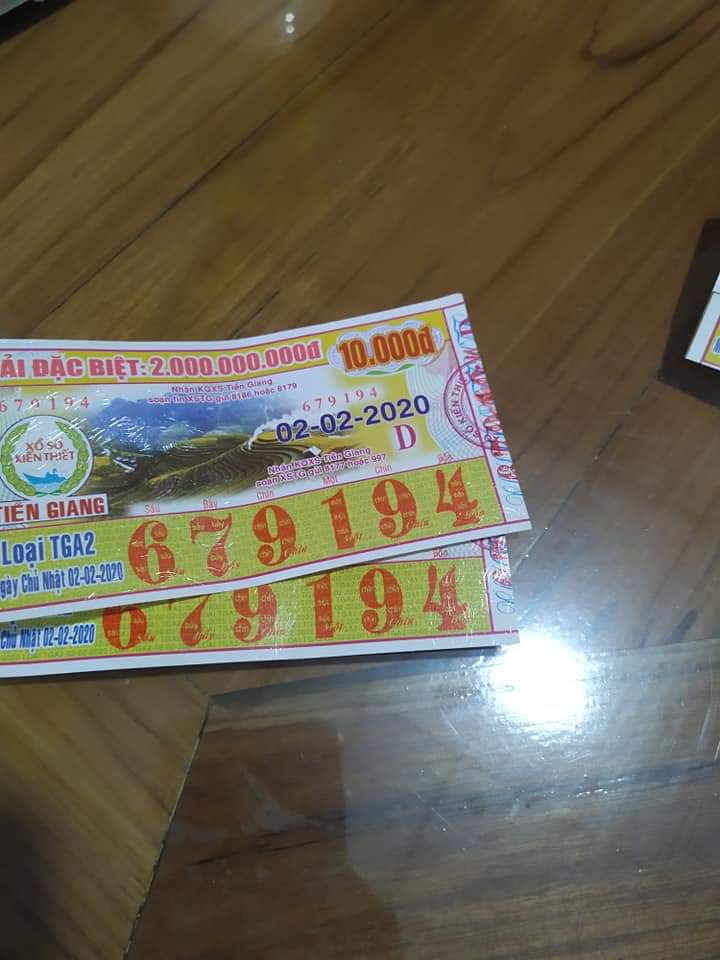 ẢI ĐẶC BIỆT: 2.000.000.000đ 10.000đ
679194
Nhận KQXS Tiền Giang
soạn tin XSTG gửi 8186 hoặc 8179
679194
02-02-2020
D
XỔ SỐ
KIẾN THIẾT
Nhận KQXS Tiền Giang
soạn XSTG gửi 8177 hoặc 997
TIỀN GIANG
Sáu Bảy Chín Một Chín Bốn
679194
Loại TGA2
gày Chủ Nhật 02-02-2020
679194
Chủ Nhật 02-02-2020